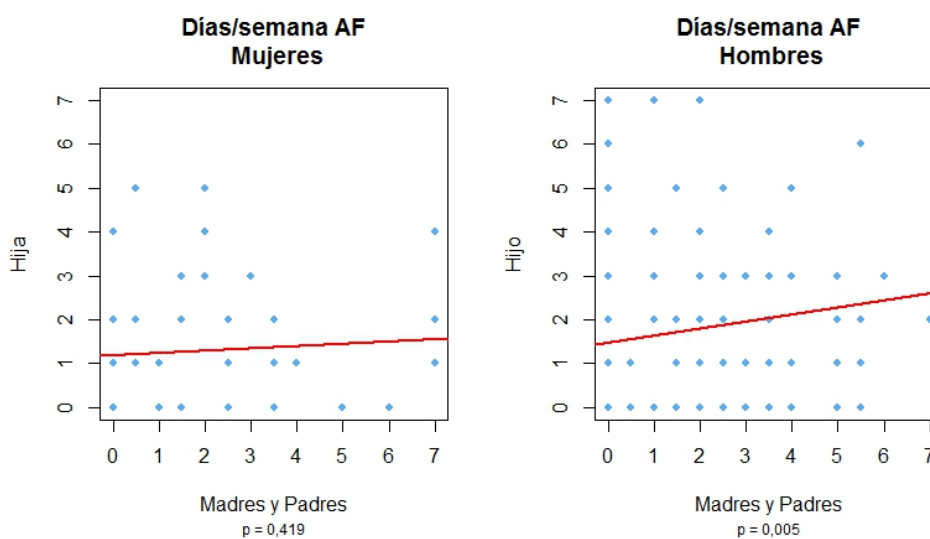 Días/semana AF
Mujeres
7
6
5
4
3
2
1
0
Hija
0 1 2 3 4 5 6 7
Madres y Padres
p = 0,419
Días/semana AF
Hombres
7
6
5
4
3
2
1
0
Hijo
0 1 2 3 4 5 6 7
Madres y Padres
p = 0,005